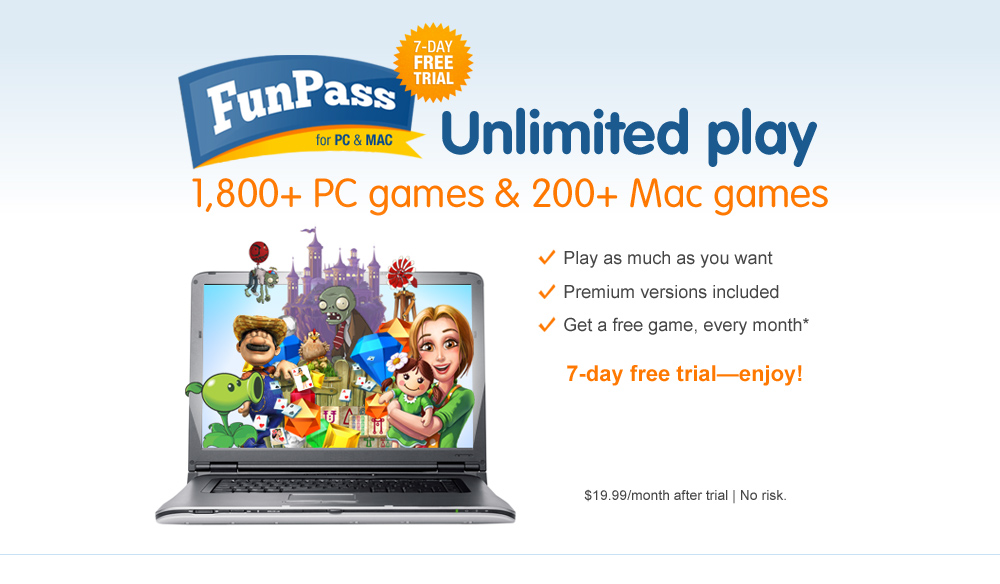 7-DAY
FREE
TRIAL
FunPass
for PC & MAC
Unlimited play
1,800+ PC games & 200+ Mac games
Play as much as you want
Premium versions included
Get a free game, every month*
7-day free trial—enjoy!
$19.99/month after trial | No risk.